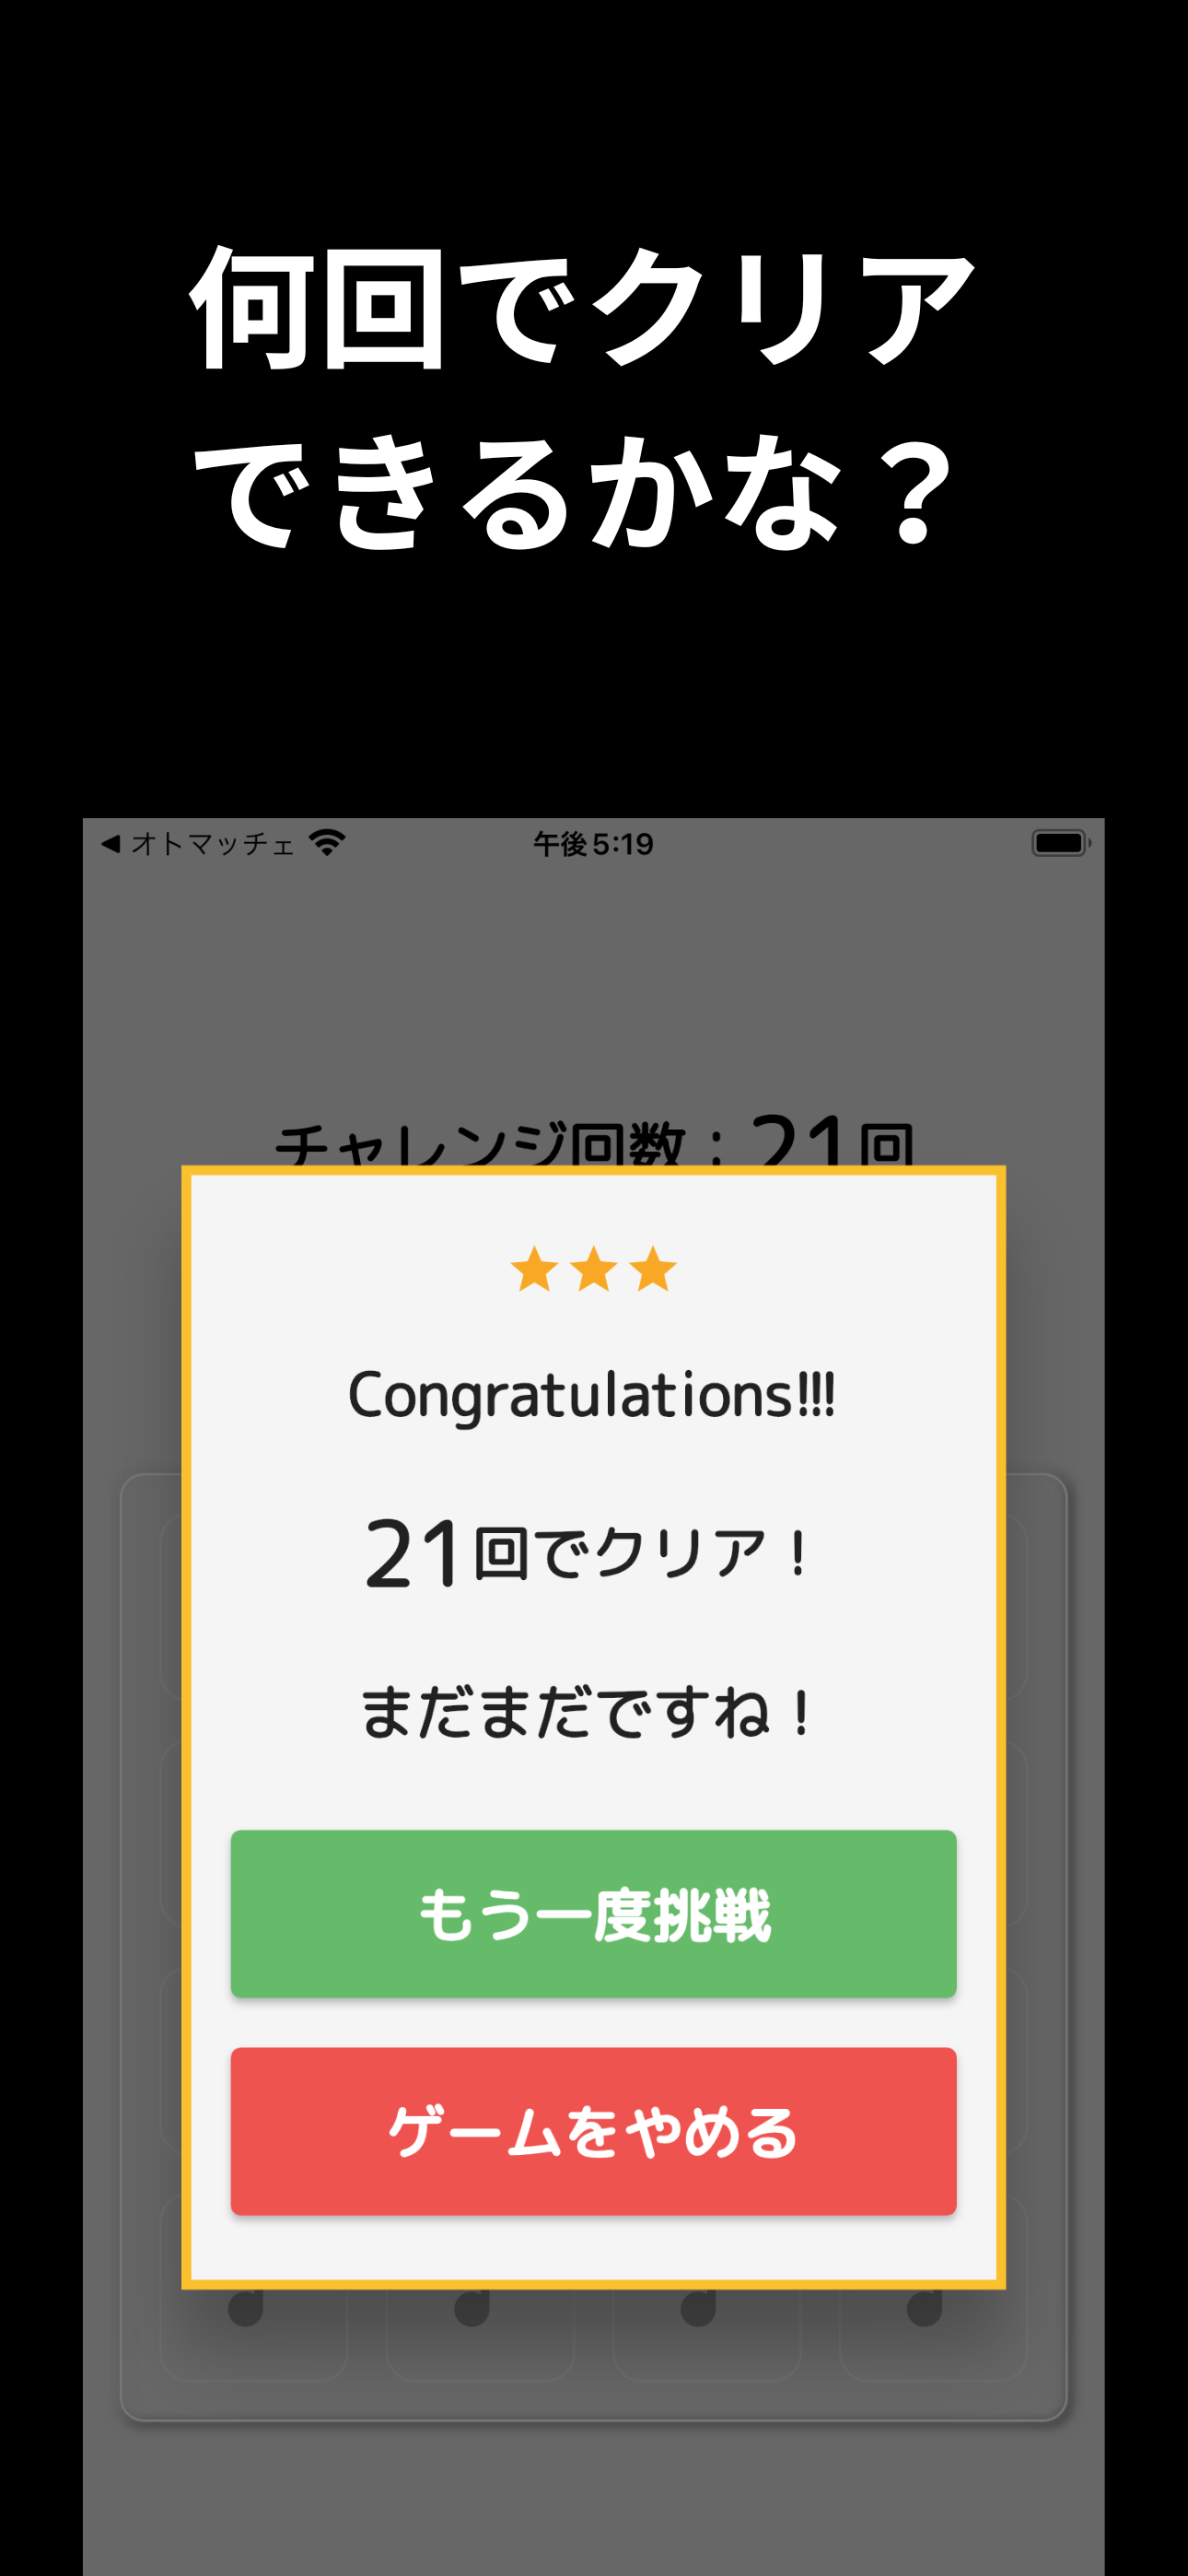 何回でクリア
できるかな？
◀ オトマッチェ 午後5:19
チャレンジ回数：21回
Congratulations!!!
21回でクリア！
まだまだですね！
もう一度挑戦
ゲームをやめる